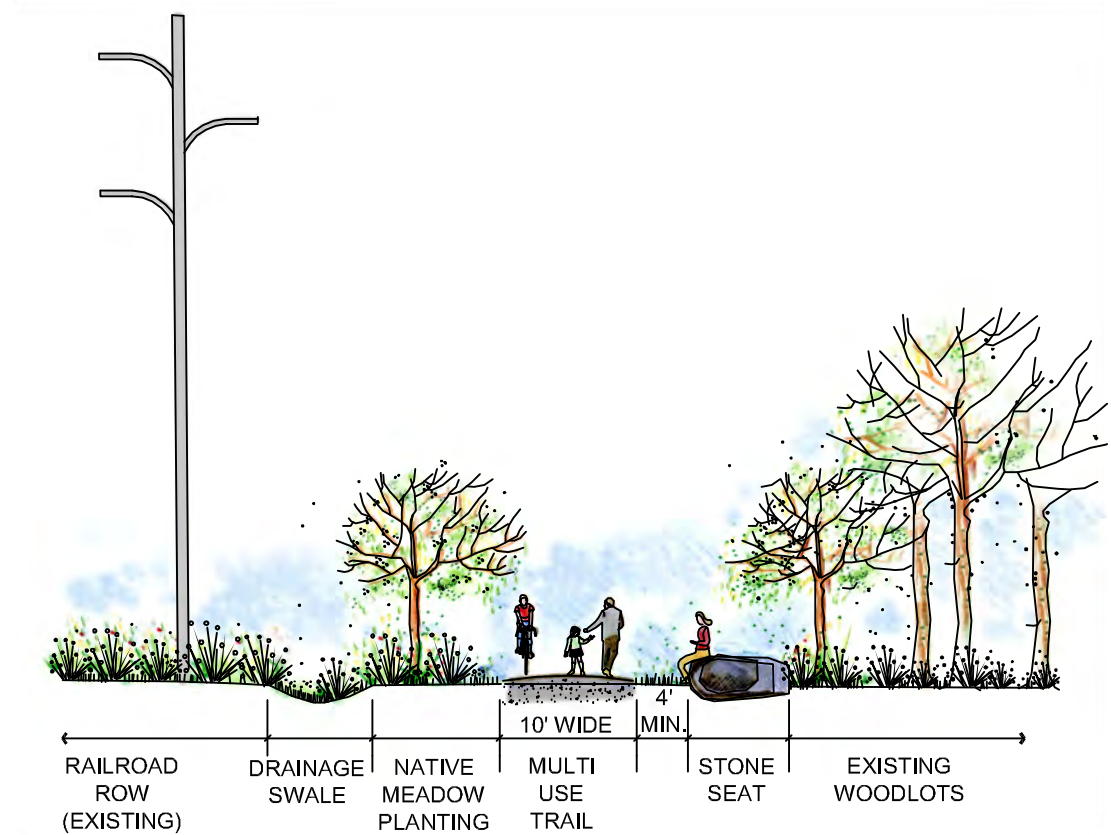 10' WIDE
4'
MIN.
RAILROAD
ROW
(EXISTING)
DRAINAGE
SWALE
NATIVE
MEADOW
PLANTING
MULTI
USE
TRAIL
STONE
SEAT
EXISTING
WOODLOTS